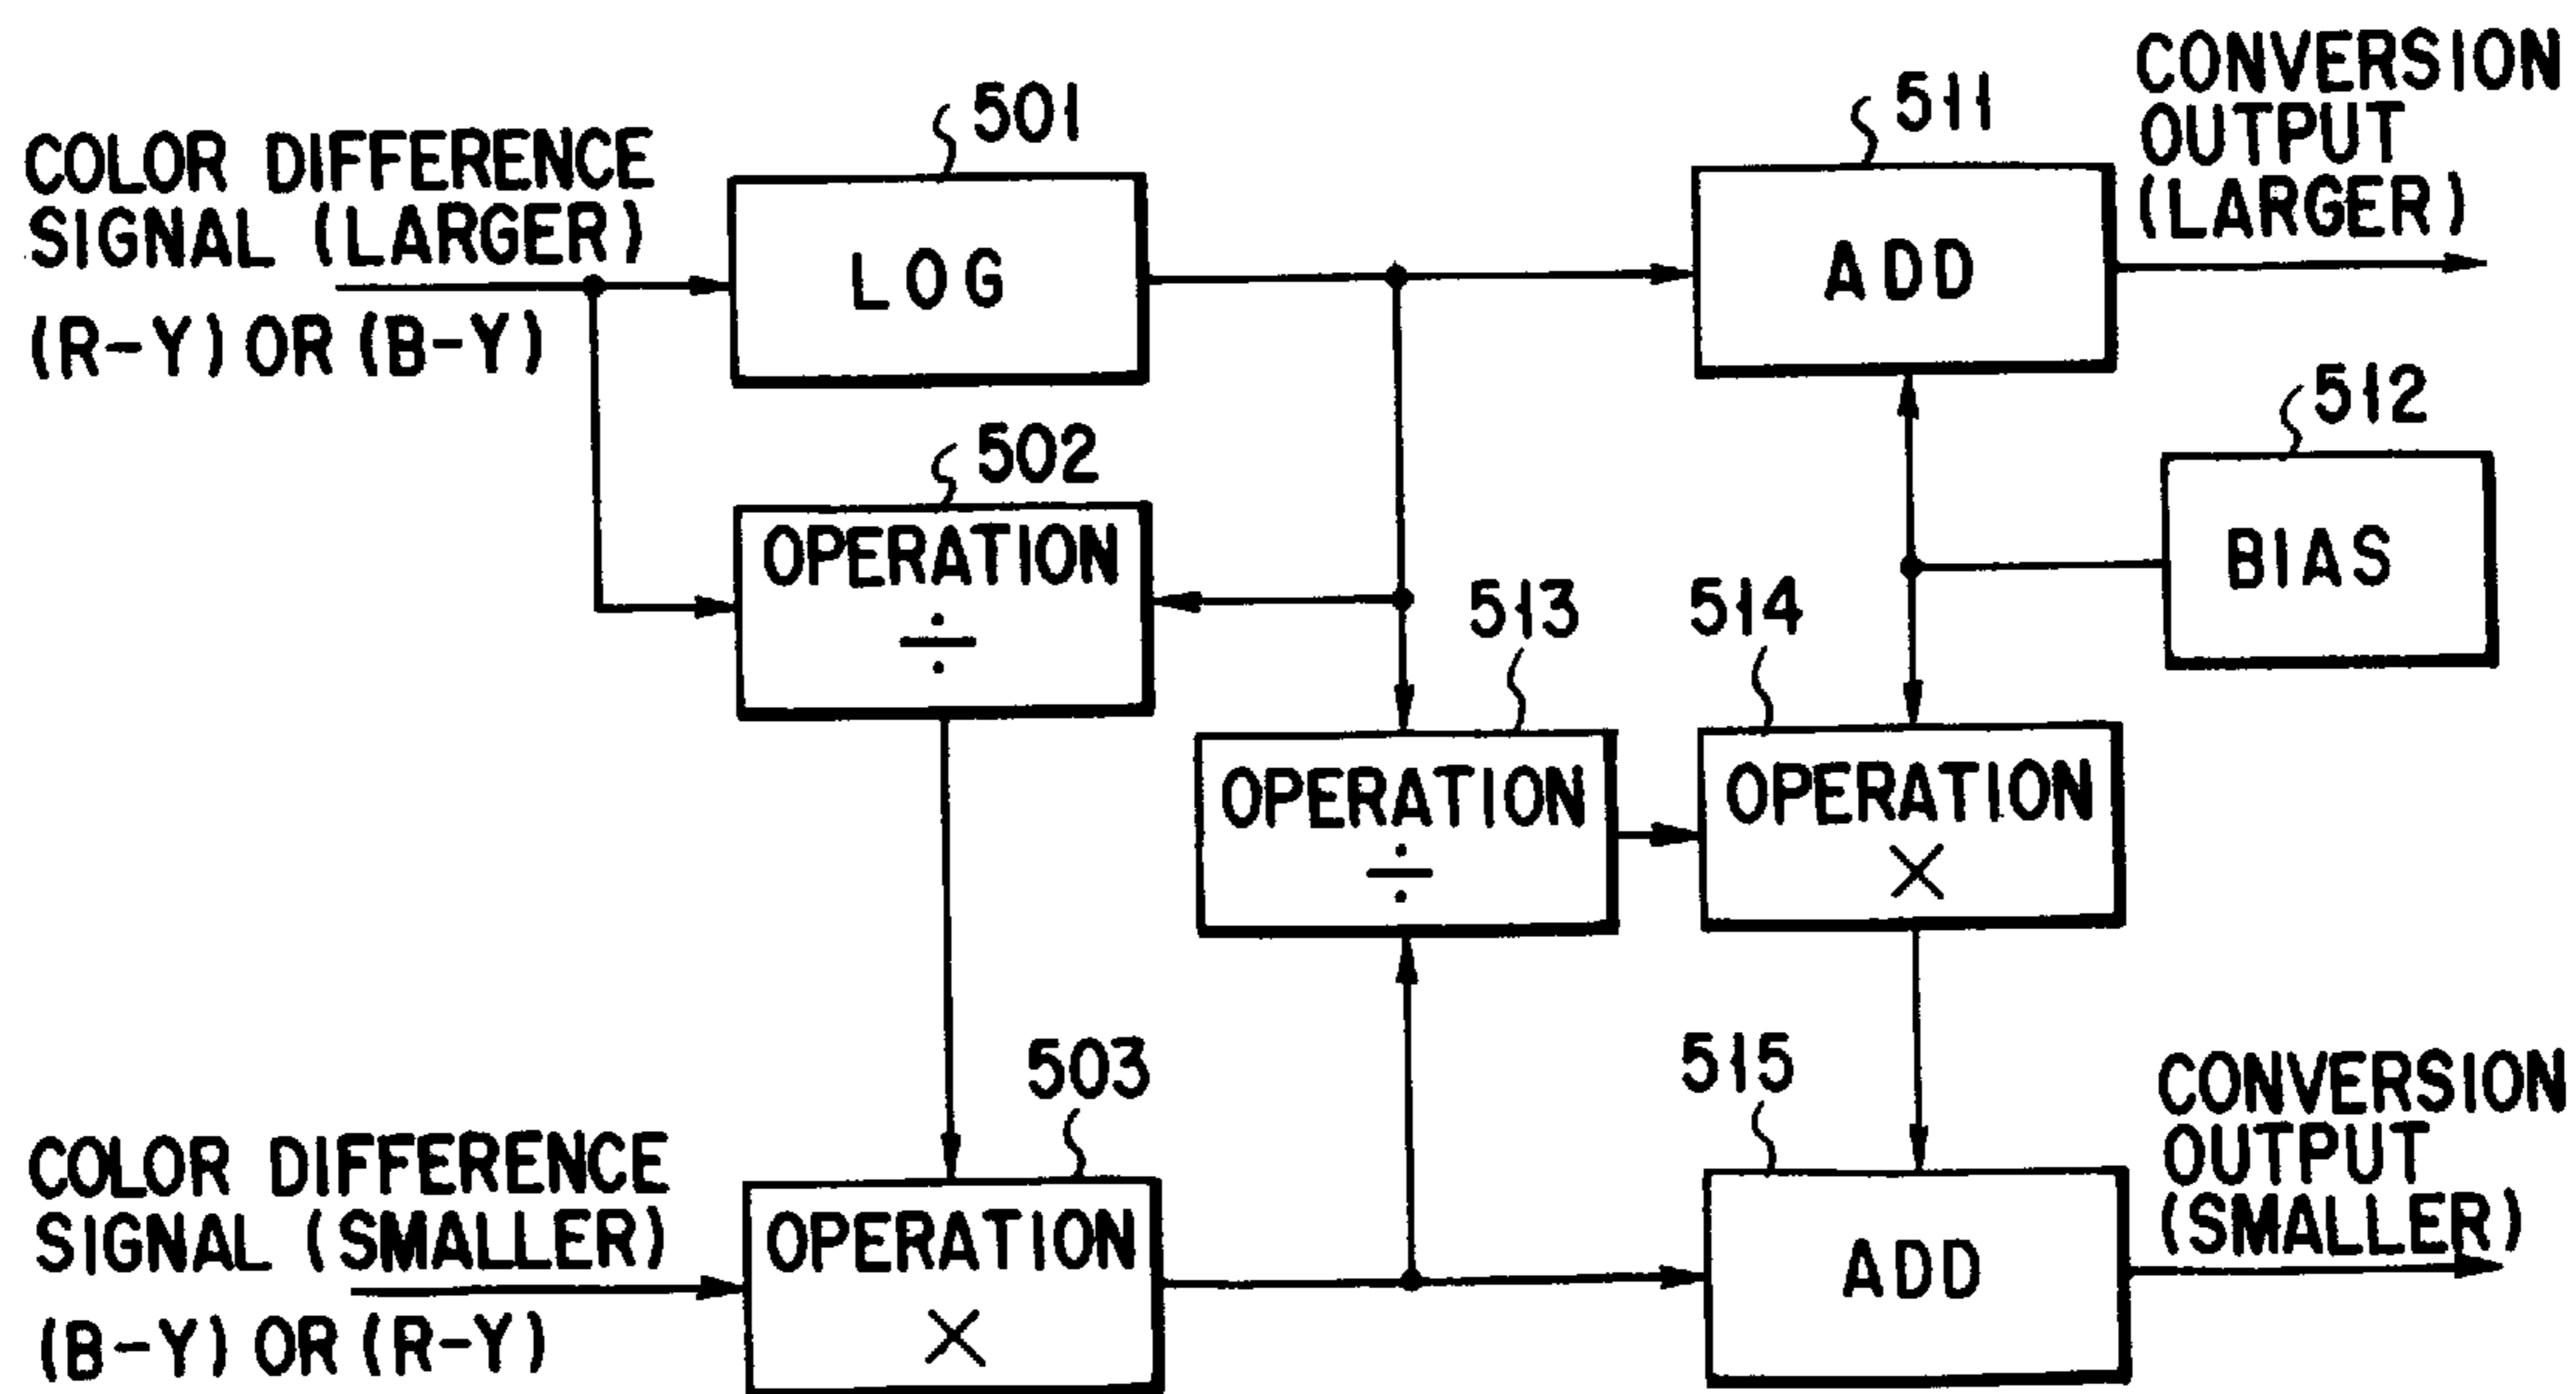 COLOR DIFFERENCE
SIGNAL (LARGER)
(R-Y) OR (B-Y)
501
LOG
511
ADD
CONVERSION
OUTPUT
(LARGER)
502
OPERATION
÷
512
BIAS
513
OPERATION
÷
514
OPERATION
×
COLOR DIFFERENCE
SIGNAL (SMALLER)
(B-Y) OR (R-Y)
503
OPERATION
×
515
ADD
CONVERSION
OUTPUT
(SMALLER)